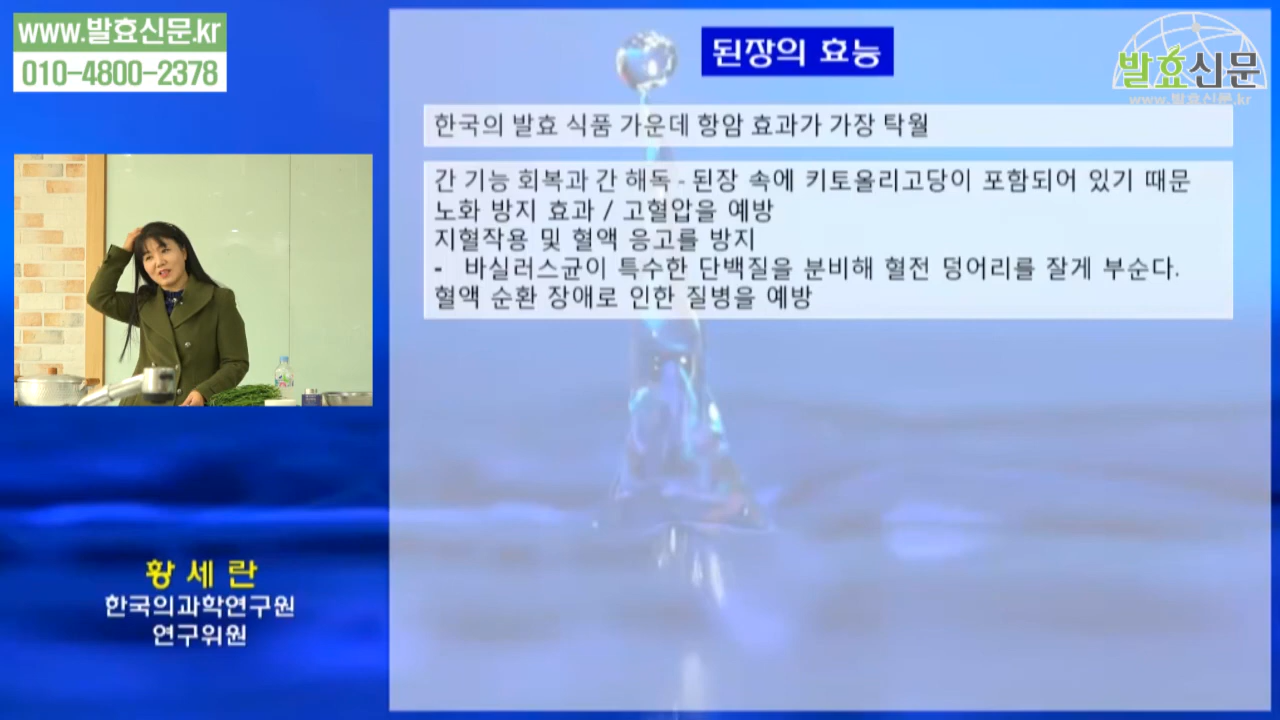 www.발효신문.kr
010-4800-2378
된장의 효능
발효신문
www.발효신문.kr
한국의 발효 식품 가운데 항암 효과가 가장 탁월
간 기능 회복과 간 해독 - 된장 속에 키토올리고당이 포함되어 있기 때문
노화 방지 효과 / 고혈압을 예방
지혈작용 및 혈액 응고를 방지
- 바실러스균이 특수한 단백질을 분비해 혈전 덩어리를 잘게 부순다.
혈액 순환 장애로 인한 질병을 예방
황 세 란
한국의과학연구원
연구위원